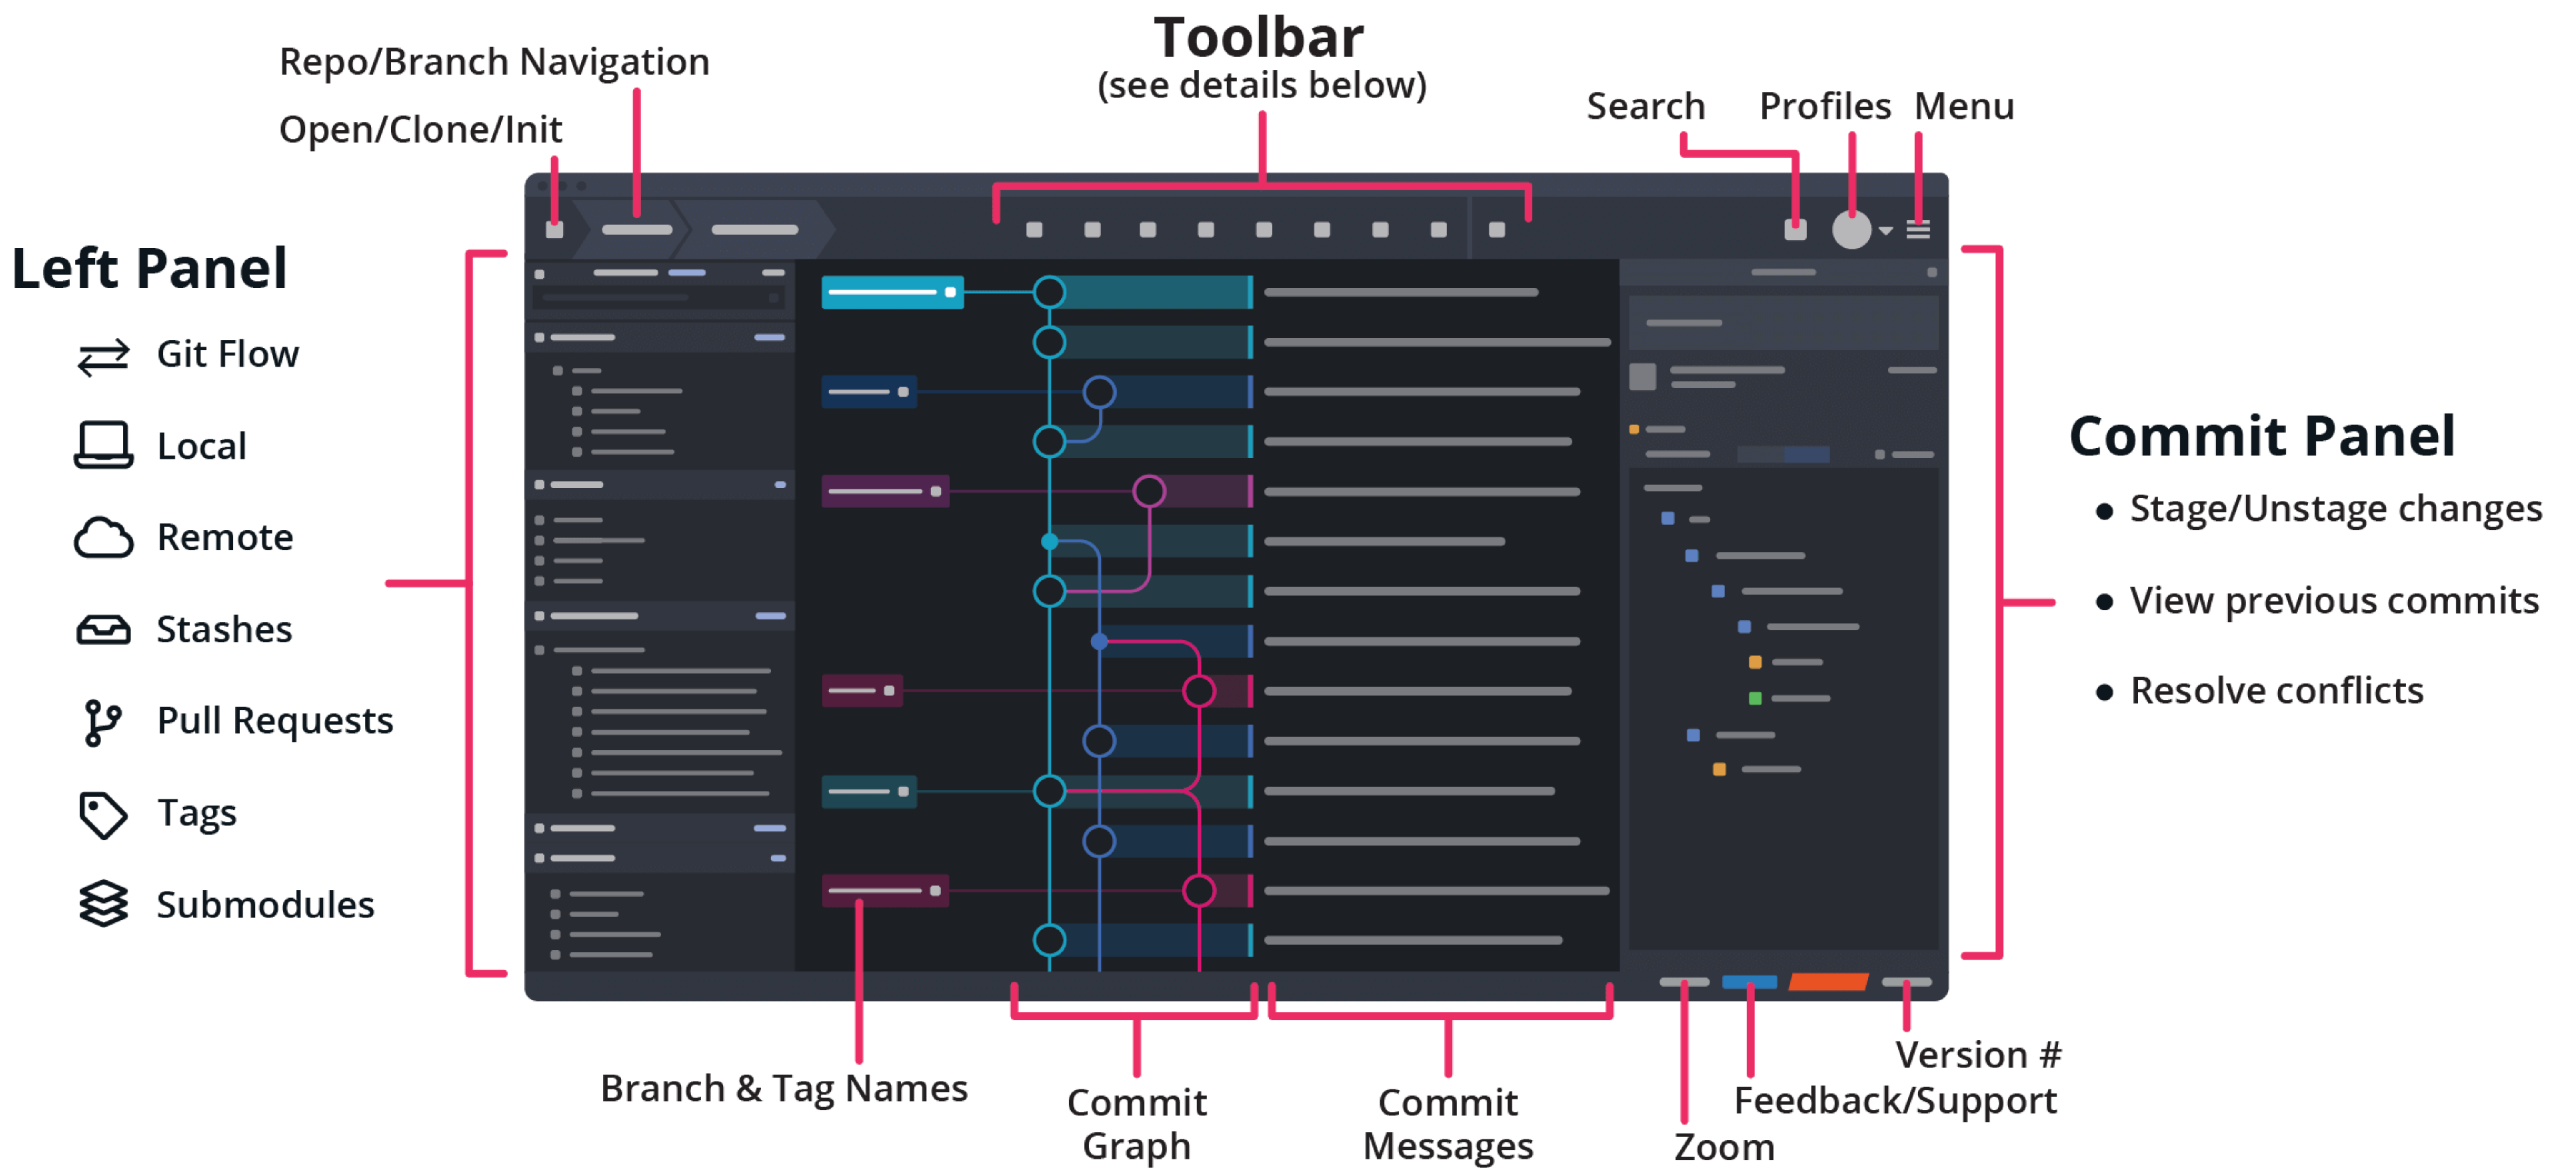 Toolbar
(see details below)
Repo/Branch Navigation
Open/Clone/Init
Search
Profiles
Menu
Left Panel
Git Flow
Local
Remote
Stashes
Pull Requests
Tags
Submodules
Commit Panel
• Stage/Unstage changes
• View previous commits
• Resolve conflicts
Branch & Tag Names
Commit
Graph
Commit
Messages
Version #
Feedback/Support
Zoom